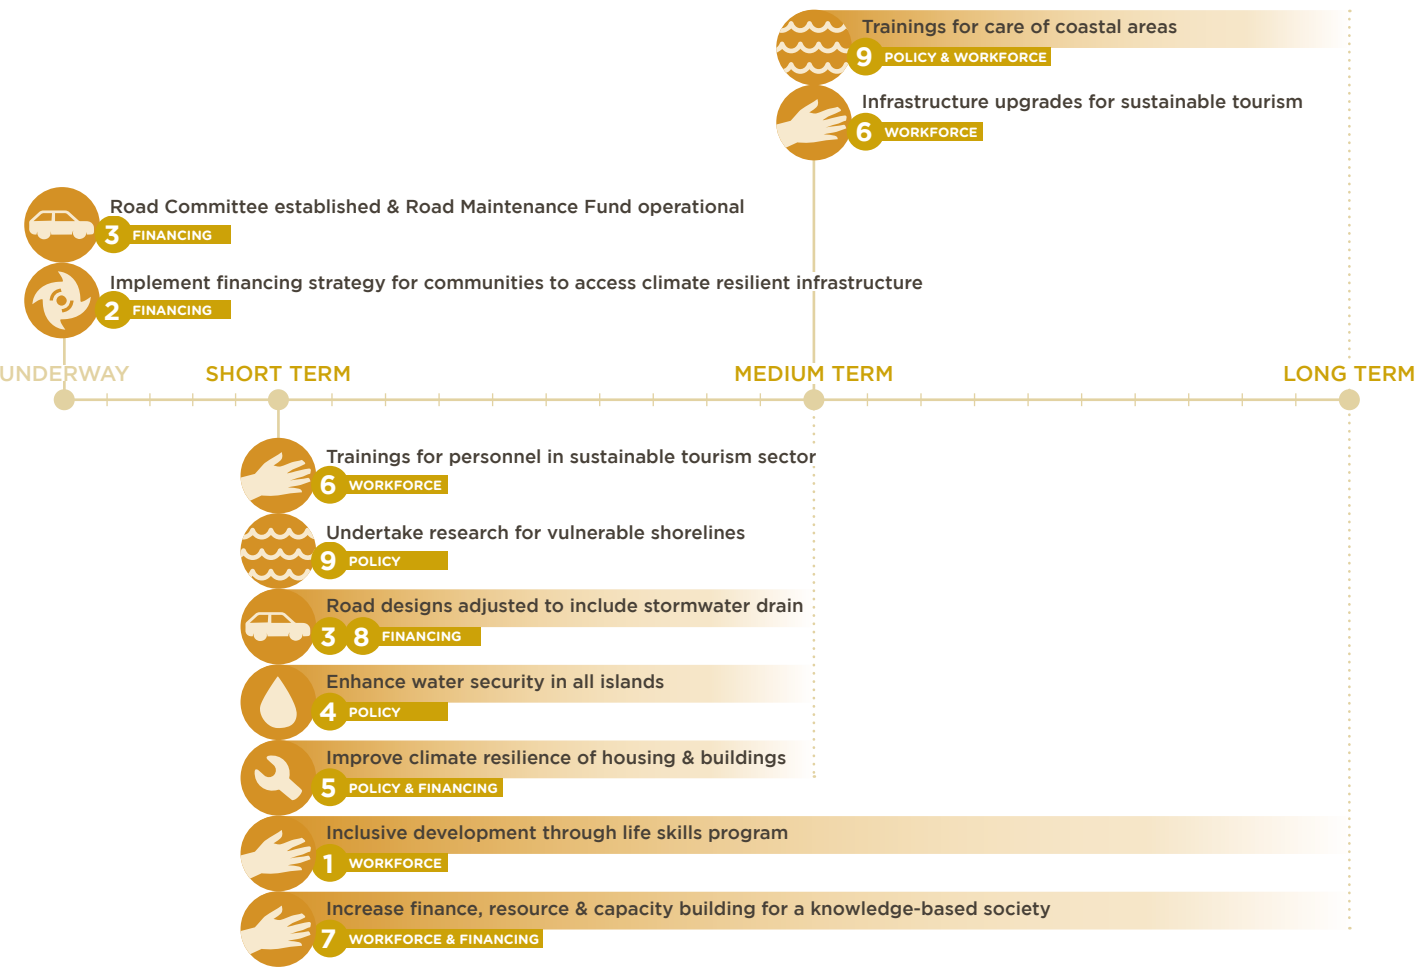 Trainings for care of coastal areas
9 POLICY & WORKFORCE
Infrastructure upgrades for sustainable tourism
6 WORKFORCE
Road Committee established & Road Maintenance Fund operational
3 FINANCING
Implement financing strategy for communities to access climate resilient infrastructure
2 FINANCING
UNDERWAY SHORT TERM MEDIUM TERM LONG TERM
Trainings for personnel in sustainable tourism sector
6 WORKFORCE
Undertake research for vulnerable shorelines
9 POLICY
Road designs adjusted to include stormwater drain
3 8 FINANCING
Enhance water security in all islands
4 POLICY
Improve climate resilience of housing & buildings
5 POLICY & FINANCING
Inclusive development through life skills program
1 WORKFORCE
Increase finance, resource & capacity building for a knowledge-based society
7 WORKFORCE & FINANCING